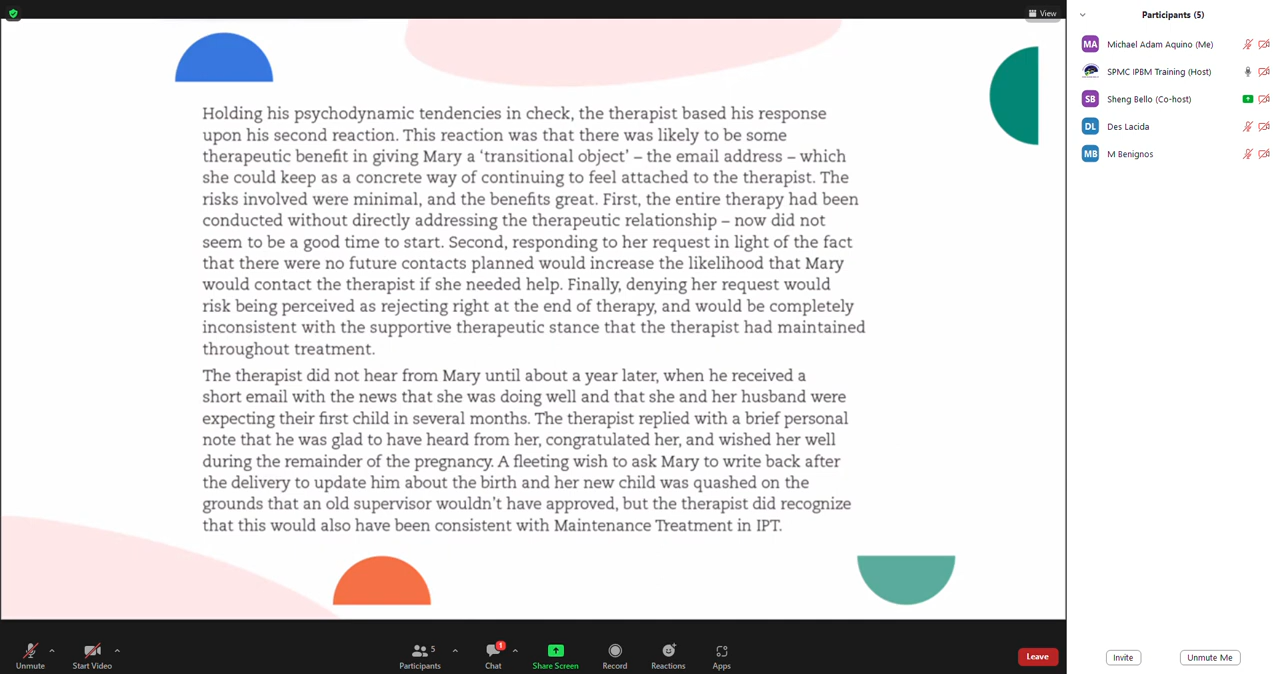 View
Participants (5)
MA Michael Adam Aquino (Me)
SPMC IPBM Training (Host)
SB Sheng Bello (Co-host)
DL Des Lacida
MB M Benignos
Holding his psychodynamic tendencies in check, the therapist based his response
upon his second reaction. This reaction was that there was likely to be some
therapeutic benefit in giving Mary a ‘transitional object’ – the email address – which
she could keep as a concrete way of continuing to feel attached to the therapist. The
risks involved were minimal, and the benefits great. First, the entire therapy had been
conducted without directly addressing the therapeutic relationship – now did not
seem to be a good time to start. Second, responding to her request in light of the fact
that there were no future contacts planned would increase the likelihood that Mary
would contact the therapist if she needed help. Finally, denying her request would
risk being perceived as rejecting right at the end of therapy, and would be completely
inconsistent with the supportive therapeutic stance that the therapist had maintained
throughout treatment.
The therapist did not hear from Mary until about a year later, when he received a
short email with the news that she was doing well and that she and her husband were
expecting their first child in several months. The therapist replied with a brief personal
note that he was glad to have heard from her, congratulated her, and wished her well
during the remainder of the pregnancy. A fleeting wish to ask Mary to write back after
the delivery to update him about the birth and her new child was quashed on the
grounds that an old supervisor wouldn’t have approved, but the therapist did recognize
that this would also have been consistent with Maintenance Treatment in IPT.
Unmute
Start Video
5
Participants
1
Chat
Share Screen
Record
Reactions
Apps
Leave
Invite
Unmute Me